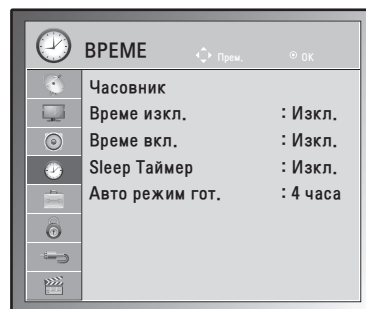 ВРЕМЕ Прем. OK
Часовник
Време изкл. : Изкл.
Време вкл. : Изкл.
Sleep Таймер : Изкл.
Авто режим гот. : 4 часа